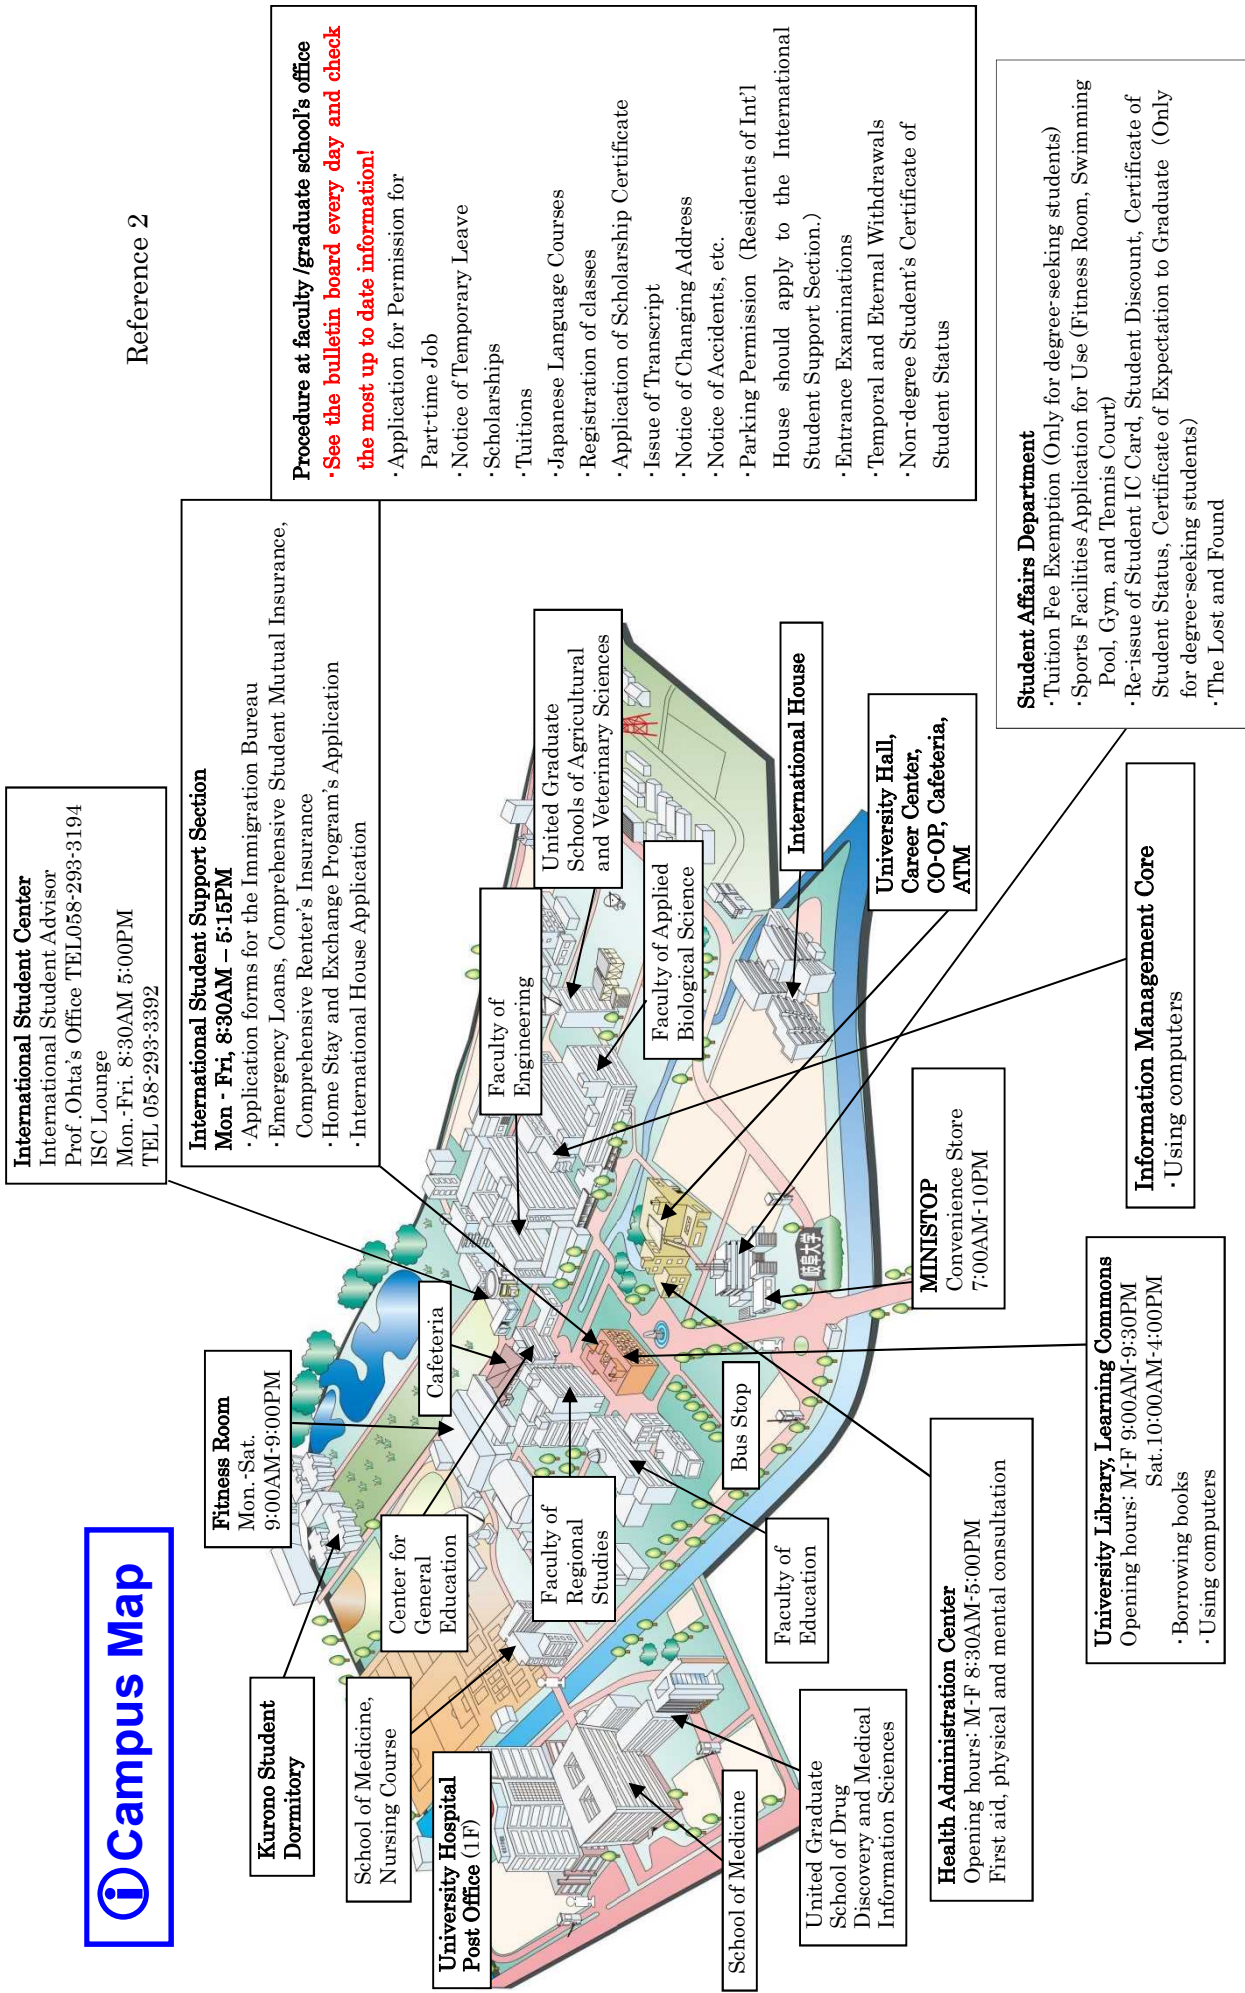 ⓘCampus Map
Reference 2
International Student Center
International Student Advisor
Prof .Ohta's Office TEL058-293-3194
ISC Lounge
Mon.-Fri. 8:30AM 5:00PM
TEL 058-293-3392
International Student Support Section
Mon - Fri, 8:30AM – 5:15PM
・Application forms for the Immigration Bureau
・Emergency Loans, Comprehensive Student Mutual Insurance,
Comprehensive Renter's Insurance
・Home Stay and Exchange Program's Application
・International House Application
Procedure at faculty /graduate school's office
・See the bulletin board every day and check
the most up to date information!
・Application for Permission for
Part-time Job
・Notice of Temporary Leave
・Scholarships
・Tuitions
・Japanese Language Courses
・Registration of classes
・Application of Scholarship Certificate
・Issue of Transcript
・Notice of Changing Address
・Notice of Accidents, etc.
・Parking Permission (Residents of Int'l
House should apply to the International
Student Support Section.)
・Entrance Examinations
・Temporal and Eternal Withdrawals
・Non-degree Student's Certificate of
Student Status
Fitness Room
Mon.-Sat.
9:00AM-9:00PM
Kurono Student
Dormitory
Cafeteria
Center for
General
Education
School of Medicine,
Nursing Course
University Hospital
Post Office (1F)
Faculty of
Engineering
United Graduate
Schools of Agricultural
and Veterinary Sciences
Faculty of Applied
Biological Science
Faculty of
Regional
Studies
International House
University Hall,
Career Center,
CO-OP, Cafeteria,
ATM
Bus Stop
Faculty of
Education
School of Medicine
United Graduate
School of Drug
Discovery and Medical
Information Sciences
岐阜大学
MINISTOP
Convenience Store
7:00AM-10PM
Health Administration Center
Opening hours: M-F 8:30AM-5:00PM
First aid, physical and mental consultation
University Library, Learning Commons
Opening hours: M-F 9:00AM-9:30PM
Sat.10:00AM-4:00PM
・Borrowing books
・Using computers
Information Management Core
・Using computers
Student Affairs Department
・Tuition Fee Exemption (Only for degree-seeking students)
・Sports Facilities Application for Use (Fitness Room, Swimming
Pool, Gym, and Tennis Court)
・Re-issue of Student IC Card, Student Discount, Certificate of
Student Status, Certificate of Expectation to Graduate (Only
for degree-seeking students)
・The Lost and Found